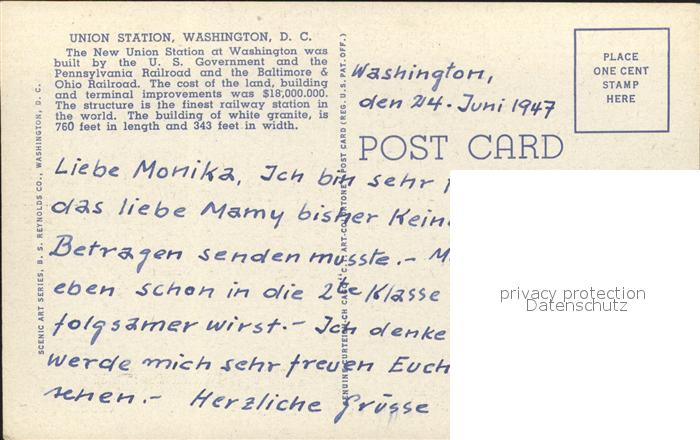 UNION STATION, WASHINGTON, D. C.
The New Union Station at Washington was
built by the U. S. Government and the
Pennsylvania Railroad and the Baltimore &
Ohio Railroad. The cost of the land, building
and terminal improvements was $18,000.000.
The structure is the finest railway station in
the world. The building of white granite, is
760 feet in length and 343 feet in width.
SCENIC ART SERIES, B. S. REYNOLDS CO., WASHINGTON, D. C.
POST CARD (REG. U. S. PAT. OFF.)
PLACE
ONE CENT
STAMP
HERE
Washington,
den 24. Juni 1947
POST CARD
Liebe Monika, Ich bin sehr
das liebe Mamy bisher Kein
Betragen senden musste.- M
eben schon in die 2te Klasse
folgsamer wirst.- Ich denke
werde mich sehr freuen Euch
sehen.- Herzliche Grüsse
privacy protection
Datenschutz